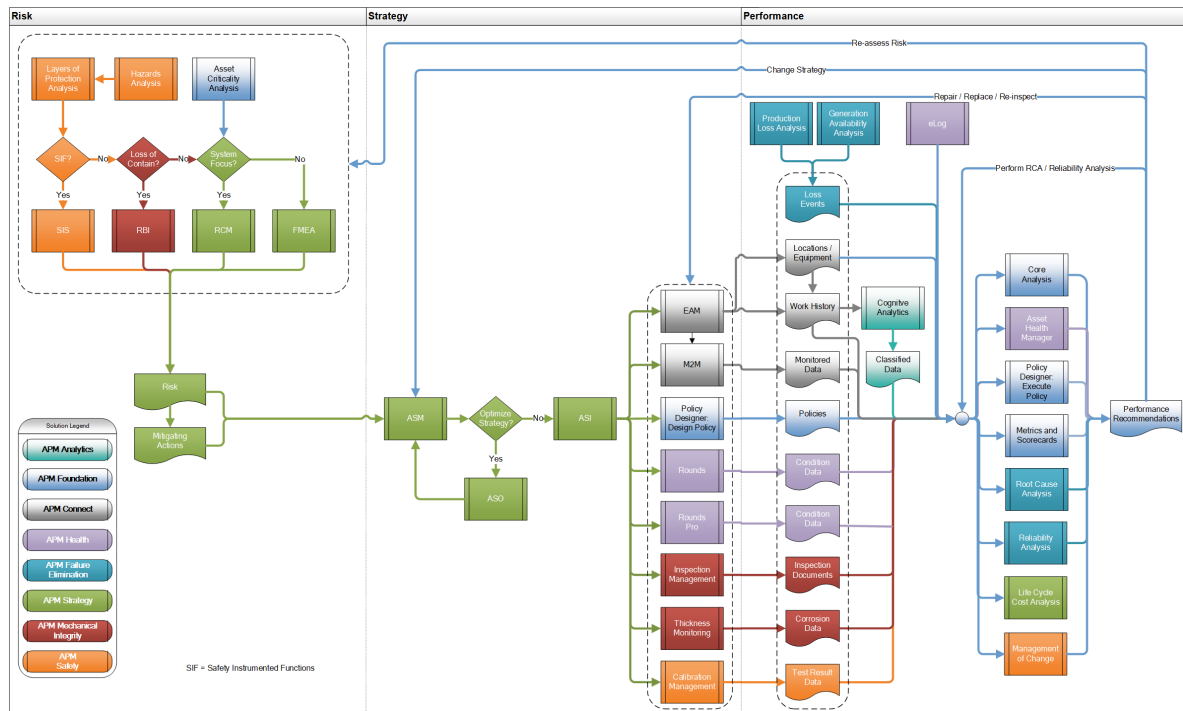 Risk
Strategy
Performance
Re-assess Risk
Change Strategy
Repair / Replace / Re-inspect
Perform RCA / Reliability Analysis
Layers of
Protection
Analysis
Hazards
Analysis
Asset
Criticality
Analysis
SIF?
No
Loss of
Contain?
No
System
Focus?
No
Yes
Yes
Yes
SIS
RBI
RCM
FMEA
Risk
Mitigating
Actions
Solution Legend
APM Analytics
APM Foundation
APM Connect
APM Health
APM Failure
Elimination
APM Strategy
APM Mechanical
Integrity
APM
Safety
SIF = Safety Instrumented Functions
ASM
Optimize
Strategy?
No
ASI
Yes
ASO
EAM
M2M
Policy
Designer:
Design Policy
Rounds
Rounds
Pro
Inspection
Management
Thickness
Monitoring
Calibration
Management
Production
Loss Analysis
Generation
Availability
Analysis
eLog
Loss
Events
Locations /
Equipment
Work History
Cognitve
Analytics
Monitored
Data
Classified
Data
Policies
Condition
Data
Condition
Data
Inspection
Documents
Corrosion
Data
Test Result
Data
Core
Analysis
Asset
Health
Manager
Policy
Designer:
Execute
Policy
Metrics and
Scorecards
Root Cause
Analysis
Reliability
Analysis
Life Cycle
Cost Analysis
Management
of Change
Performance
Recommendations